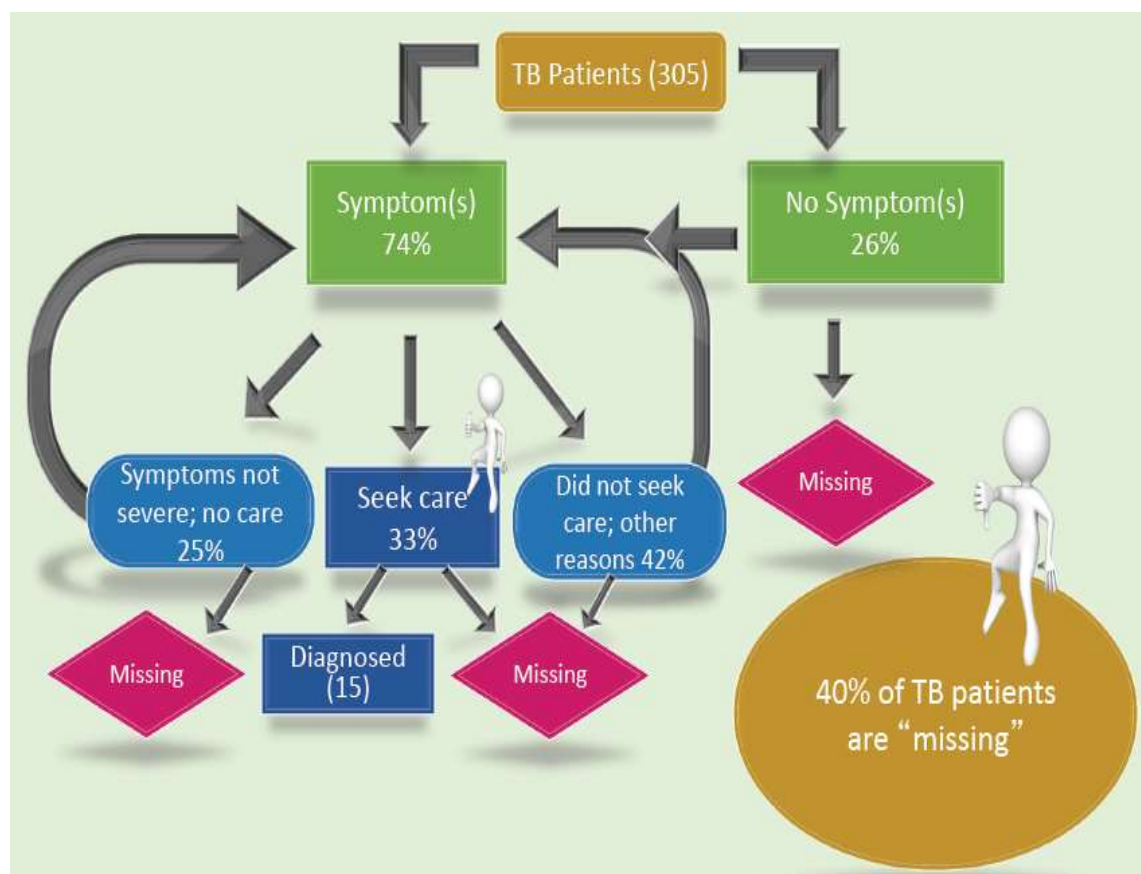 TB Patients (305)
Symptom(s)
74%
No Symptom(s)
26%
Symptoms not
severe; no care
25%
Seek care
33%
Did not seek
care; other
reasons 42%
Missing
Missing
Diagnosed
(15)
Missing
40% of TB patients
are “missing”